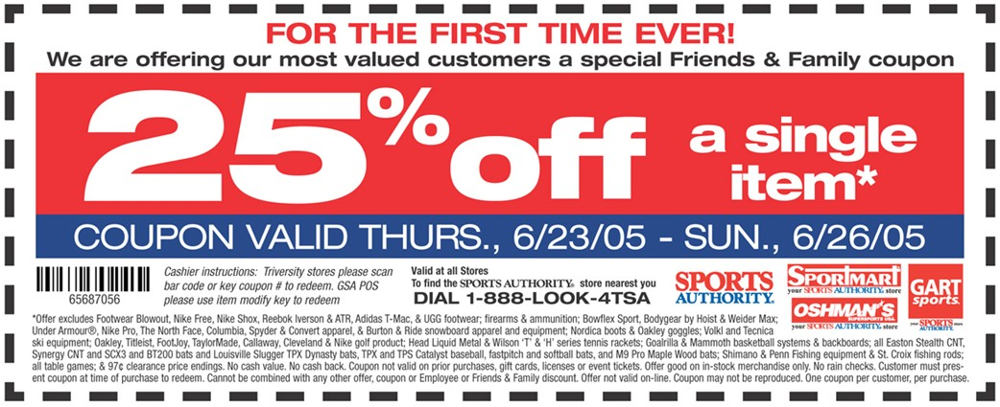 FOR THE FIRST TIME EVER!
We are offering our most valued customers a special Friends & Family coupon
25% off a single item*
COUPON VALID THURS., 6/23/05 - SUN., 6/26/05
65687056
Cashier instructions: Triversity stores please scan
bar code or key coupon # to redeem. GSA POS
please use item modify key to redeem
Valid at all Stores
To find the SPORTS AUTHORITY® store nearest you
DIAL 1-888-LOOK-4TSA
SPORTS
AUTHORITY.
SPORTMART
your SPORTS AUTHORITY. store
OSHMAN'S
SUPERSPORTS USA.
your SPORTS AUTHORITY. store
GART
sports.
your SPORTS
AUTHORITY. store
*Offer excludes Footwear Blowout, Nike Free, Nike Shox, Reebok Iverson & ATR, Adidas T-Mac, & UGG footwear; firearms & ammunition; Bowflex Sport, Bodygear by Hoist & Weider Max;
Under Armour®, Nike Pro, The North Face, Columbia, Spyder & Convert apparel, & Burton & Ride snowboard apparel and equipment; Nordica boots & Oakley goggles; Volkl and Tecnica
ski equipment; Oakley, Titleist, FootJoy, TaylorMade, Callaway, Cleveland & Nike golf product; Head Liquid Metal & Wilson 'T' & 'H' series tennis rackets; Goalrilla & Mammoth basketball systems & backboards; all Easton Stealth CNT,
Synergy CNT and SCX3 and BT200 bats and Louisville Slugger TPX Dynasty bats, TPX and TPS Catalyst baseball, fastpitch and softball bats, and M9 Pro Maple Wood bats; Shimano & Penn Fishing equipment & St. Croix fishing rods;
all table games; & 97¢ clearance price endings. No cash value. No cash back. Coupon not valid on prior purchases, gift cards, licenses or event tickets. Offer good on in-stock merchandise only. No rain checks. Customer must pres-
ent coupon at time of purchase to redeem. Cannot be combined with any other offer, coupon or Employee or Friends & Family discount. Offer not valid on-line. Coupon may not be reproduced. One coupon per customer, per purchase.